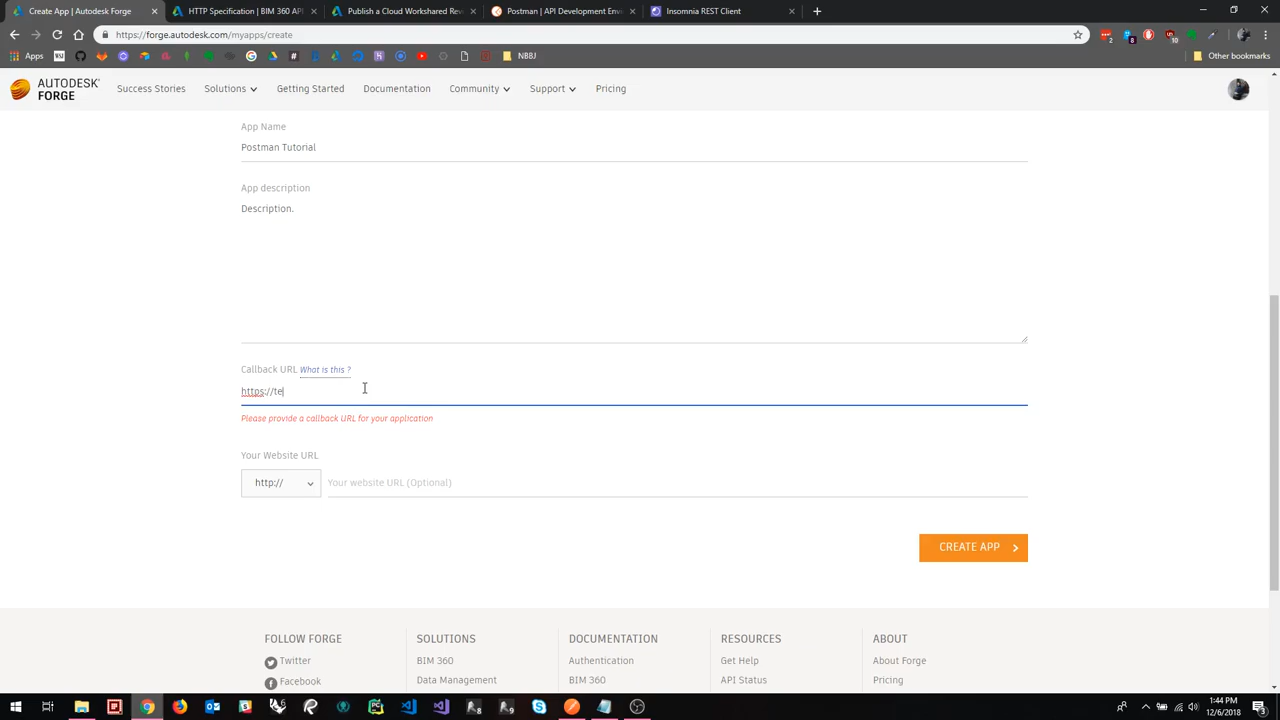 Create App | Autodesk Forge
HTTP Specification | BIM 360 API
Publish a Cloud Workshared Rev
Postman | API Development Envi
Insomnia REST Client
https://forge.autodesk.com/myapps/create
Apps
NB8J
Other bookmarks
AUTODESK
FORGE
Success Stories
Solutions
Getting Started
Documentation
Community
Support
Pricing
App Name
Postman Tutorial
App description
Description.
Callback URL What is this ?
https://te
Please provide a callback URL for your application
Your Website URL
http://
Your website URL (Optional)
CREATE APP
FOLLOW FORGE
SOLUTIONS
DOCUMENTATION
RESOURCES
ABOUT
Twitter
BIM 360
Authentication
Get Help
About Forge
Facebook
Data Management
BIM 360
API Status
Pricing
1:44 PM
12/6/2018